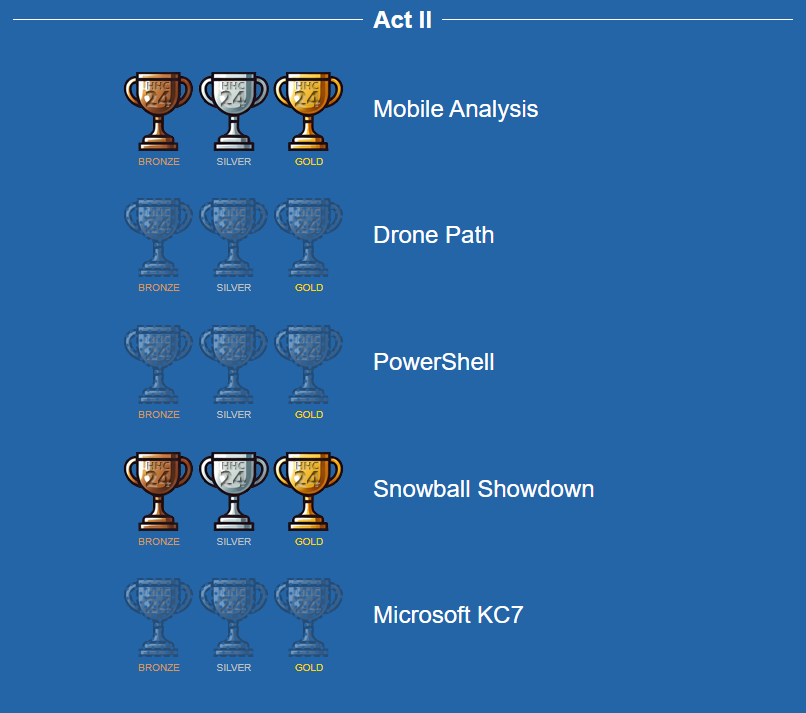 Act II
HHC 24 HHC 24 HHC 24
BRONZE SILVER GOLD
Mobile Analysis
HHC 24 HHC 24 HHC 24
BRONZE SILVER GOLD
Drone Path
HHC 24 HHC 24 HHC 24
BRONZE SILVER GOLD
PowerShell
HHC 24 HHC 24 HHC 24
BRONZE SILVER GOLD
Snowball Showdown
HHC 24 HHC 24 HHC 24
BRONZE SILVER GOLD
Microsoft KC7